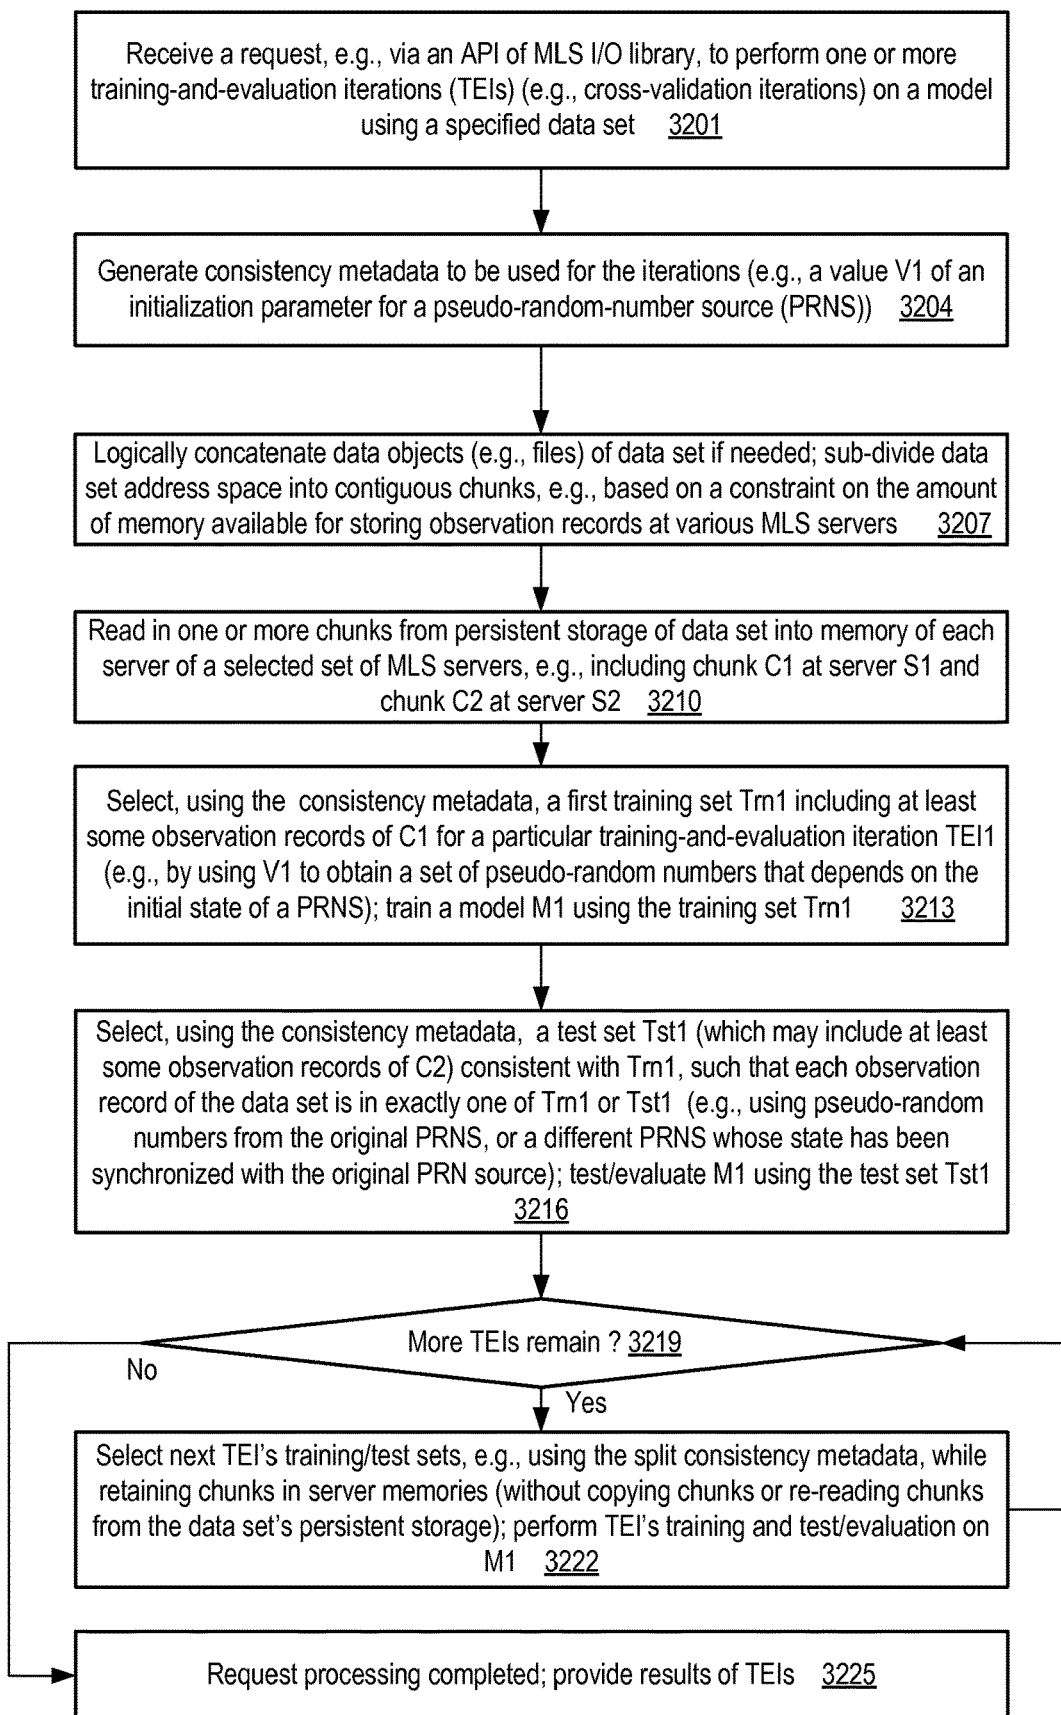 Receive a request, e.g., via an API of MLS I/O library, to perform one or more
training-and-evaluation iterations (TEIs) (e.g., cross-validation iterations) on a model
using a specified data set 3201
Generate consistency metadata to be used for the iterations (e.g., a value V1 of an
initialization parameter for a pseudo-random-number source (PRNS)) 3204
Logically concatenate data objects (e.g., files) of data set if needed; sub-divide data
set address space into contiguous chunks, e.g., based on a constraint on the amount
of memory available for storing observation records at various MLS servers 3207
Read in one or more chunks from persistent storage of data set into memory of each
server of a selected set of MLS servers, e.g., including chunk C1 at server S1 and
chunk C2 at server S2 3210
Select, using the consistency metadata, a first training set Trn1 including at least
some observation records of C1 for a particular training-and-evaluation iteration TEI1
(e.g., by using V1 to obtain a set of pseudo-random numbers that depends on the
initial state of a PRNS); train a model M1 using the training set Trn1 3213
Select, using the consistency metadata, a test set Tst1 (which may include at least
some observation records of C2) consistent with Trn1, such that each observation
record of the data set is in exactly one of Trn1 or Tst1 (e.g., using pseudo-random
numbers from the original PRNS, or a different PRNS whose state has been
synchronized with the original PRN source); test/evaluate M1 using the test set Tst1
3216
More TEIs remain ? 3219
No
Yes
Select next TEI's training/test sets, e.g., using the split consistency metadata, while
retaining chunks in server memories (without copying chunks or re-reading chunks
from the data set's persistent storage); perform TEI's training and test/evaluation on
M1 3222
Request processing completed; provide results of TEIs 3225